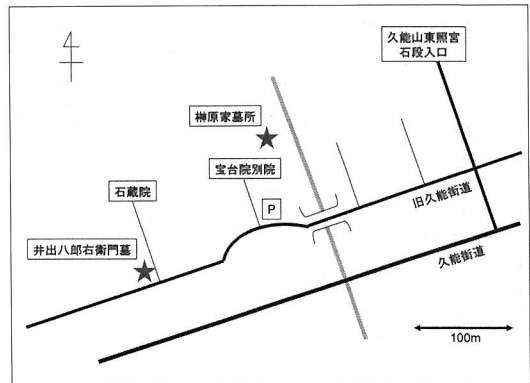 久能山東照宮
石段入口
榊原家墓所
宝台院別院
石蔵院
P
旧久能街道
井出八郎右衛門墓
久能街道
100m